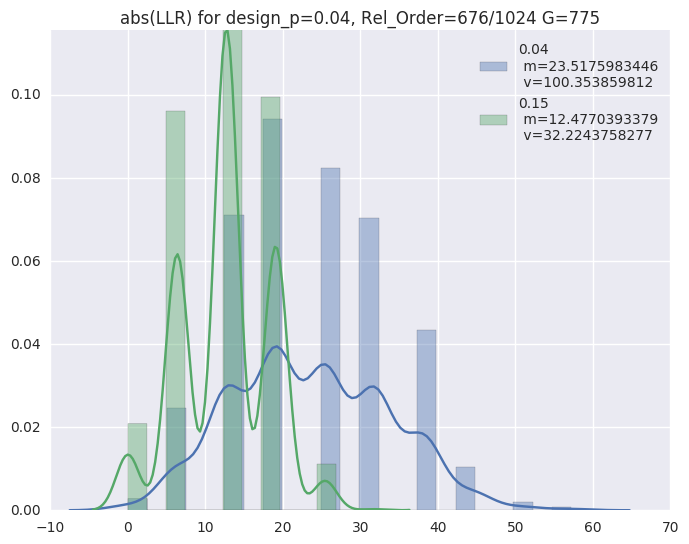 abs(LLR) for design_p=0.04, Rel_Order=676/1024 G=775
0.04
m=23.5175983446
v=100.353859812
0.15
m=12.4770393379
v=32.2243758277
0.10
0.08
0.06
0.04
0.02
0.00
-10 0 10 20 30 40 50 60 70